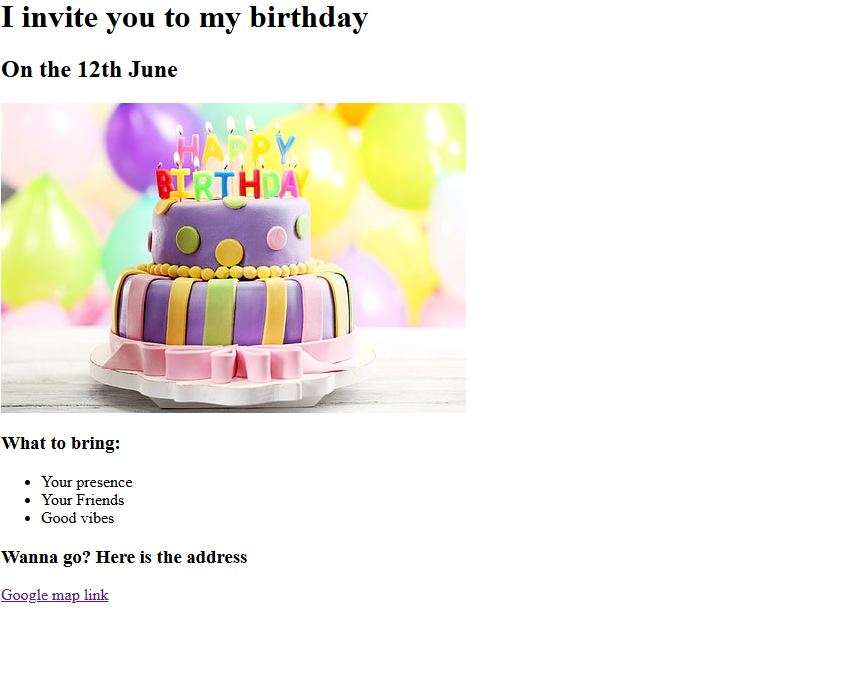 I invite you to my birthday
On the 12th June
HAPPY
BIRTHDAY
What to bring:
Your presence
Your Friends
Good vibes
Wanna go? Here is the address
Google map link